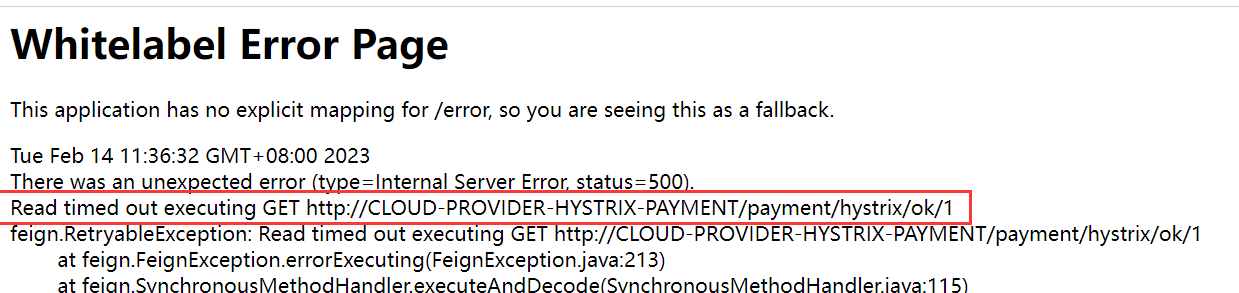 Whitelabel Error Page
This application has no explicit mapping for /error, so you are seeing this as a fallback.
Tue Feb 14 11:36:32 GMT+08:00 2023
There was an unexpected error (type=Internal Server Error, status=500).
Read timed out executing GET http://CLOUD-PROVIDER-HYSTRIX-PAYMENT/payment/hystrix/ok/1
feign.RetryableException: Read timed out executing GET http://CLOUD-PROVIDER-HYSTRIX-PAYMENT/payment/hystrix/ok/1
at feign.FeignException.errorExecuting(FeignException.java:213)
at feign.SynchronousMethodHandler.executeAndDecode(SynchronousMethodHandler.java:115)